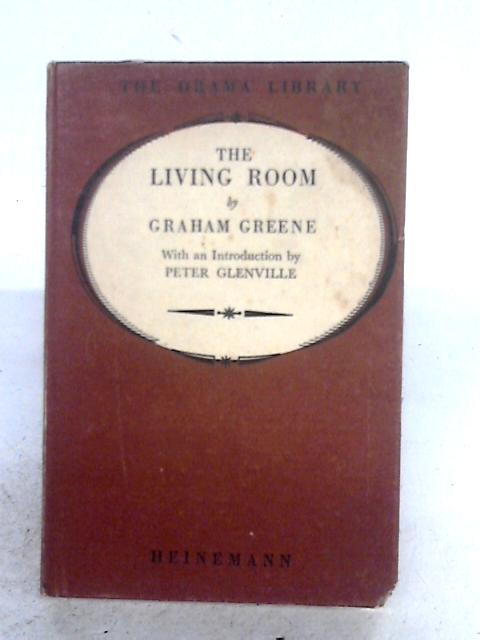 THE DRAMA LIBRARY
THE
LIVING ROOM
by
GRAHAM GREENE
With an Introduction by
PETER GLENVILLE
HEINEMANN